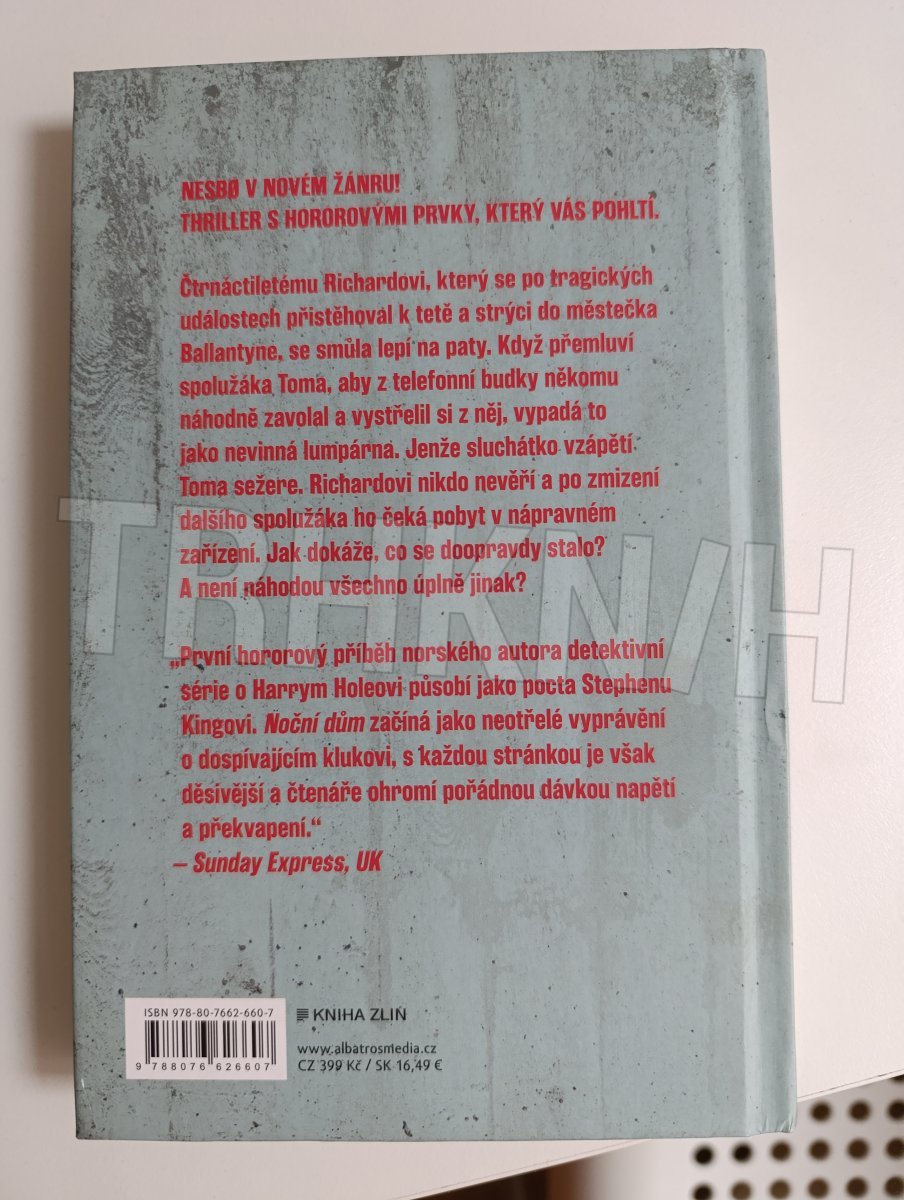 NESBØ V NOVÉM ŽÁNRU!
THRILLER S HOROROVÝMI PRVKY, KTERÝ VÁS POHLTÍ.
Čtrnáctiletému Richardovi, který se po tragických
událostech přistěhoval k tetě a strýci do městečka
Ballantyne, se smůla lepí na paty. Když přemluví
spolužáka Toma, aby z telefonní budky někomu
náhodně zavolal a vystřelil si z něj, vypadá to
jako nevinná lumpárna. Jenže sluchátko vzápětí
Toma sežere. Richardovi nikdo nevěří a po zmizení
dalšího spolužáka ho čeká pobyt v nápravném
zařízení. Jak dokáže, co se doopravdy stalo?
A není náhodou všechno úplně jinak?
TRHKNIH
„První hororový příběh norského autora detektivní
série o Harrym Holeovi působí jako pocta Stephenu
Kingovi. Noční dům začíná jako neotřelé vyprávění
o dospívajícím klukovi, s každou stránkou je však
děsivější a čtenáře ohromí pořádnou dávkou napětí
a překvapení.“
– Sunday Express, UK
ISBN 978-80-7662-660-7
9 788076 626607
KNIHA ZLIN
www.albatrosmedia.cz
CZ 399 Kč / SK 16,49 €